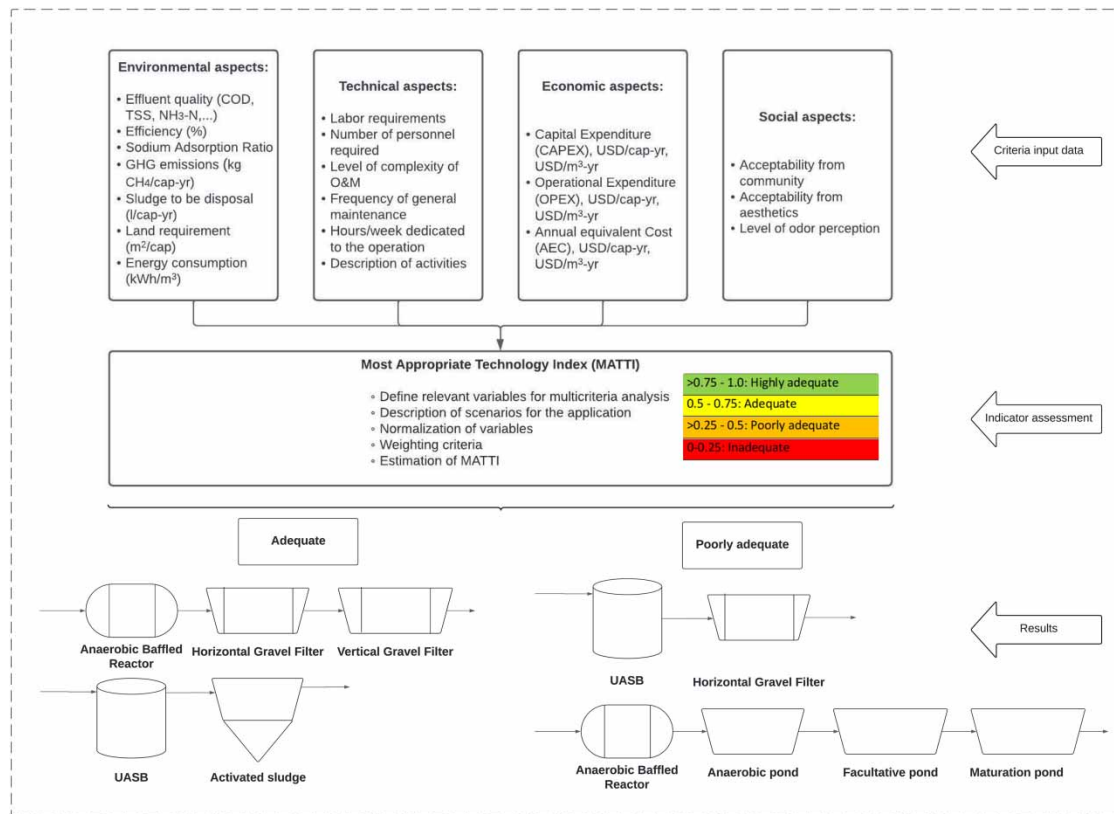 Environmental aspects:
• Effluent quality (COD,
TSS, NH3-N,...)
• Efficiency (%)
• Sodium Adsorption Ratio
• GHG emissions (kg
CH4/cap-yr)
• Sludge to be disposal
(l/cap-yr)
• Land requirement
(m²/cap)
• Energy consumption
(kWh/m³)
Technical aspects:
• Labor requirements
• Number of personnel
required
• Level of complexity of
O&M
• Frequency of general
maintenance
• Hours/week dedicated
to the operation
• Description of activities
Economic aspects:
• Capital Expenditure
(CAPEX), USD/cap-yr,
USD/m³-yr
• Operational Expenditure
(OPEX), USD/cap-yr,
USD/m³-yr
• Annual equivalent Cost
(AEC), USD/cap-yr,
USD/m³-yr
Social aspects:
• Acceptability from
community
• Acceptability from
aesthetics
• Level of odor perception
Criteria input data
Most Appropriate Technology Index (MATTI)
◦ Define relevant variables for multicriteria analysis
◦ Description of scenarios for the application
◦ Normalization of variables
◦ Weighting criteria
◦ Estimation of MATTI
>0.75 - 1.0: Highly adequate
0.5 - 0.75: Adequate
>0.25 - 0.5: Poorly adequate
0-0.25: Inadequate
Indicator assessment
Adequate
Anaerobic Baffled
Reactor
Horizontal Gravel Filter
Vertical Gravel Filter
UASB
Activated sludge
Poorly adequate
UASB
Horizontal Gravel Filter
Anaerobic Baffled
Reactor
Anaerobic pond
Facultative pond
Maturation pond
Results